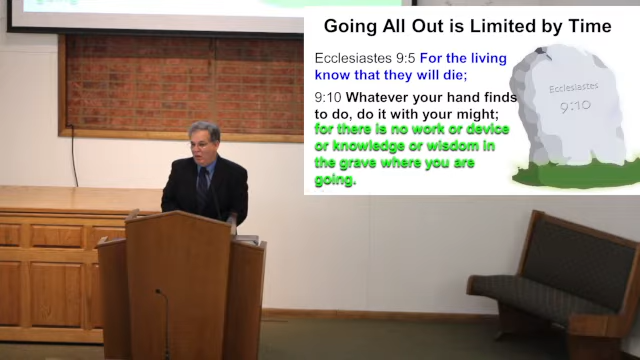 going
Going All Out is Limited by Time
Ecclesiastes 9:5 For the living
know that they will die;
9:10 Whatever your hand finds
to do, do it with your might;
for there is no work or device
or knowledge or wisdom in
the grave where you are
going.
Ecclesiastes
9:10